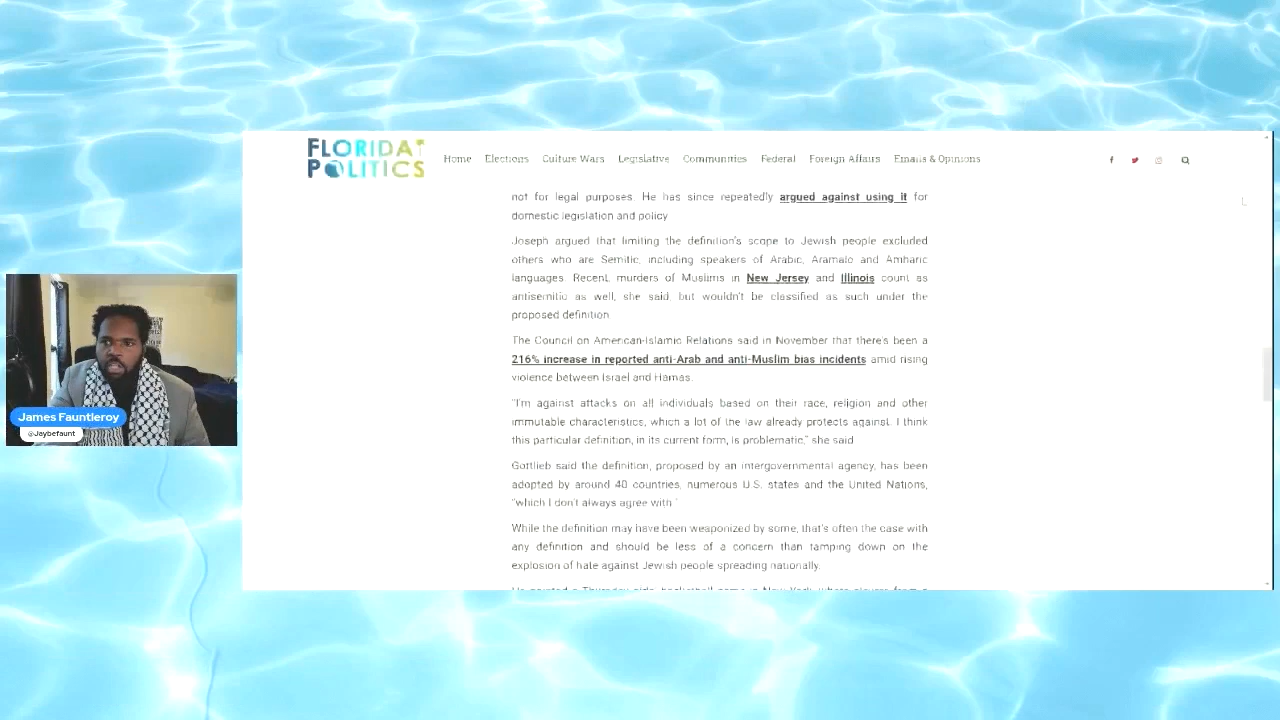 FLORIDA
POLITICS
Home Elections Culture Wars Legislative Communities Federal Foreign Affairs Emails & Opinions
not for legal purposes. He has since repeatedly argued against using it for
domestic legislation and policy
Joseph argued that limiting the definition's scope to Jewish people excluded
others who are Semitic, including speakers of Arabic, Aramaic and Amharic
languages. Recent murders of Muslims in New Jersey and Illinois count as
antisemitic as well, she said, but wouldn't be classified as such under the
proposed definition
The Council on American-Islamic Relations said in November that there's been a
216% increase in reported anti-Arab and anti-Muslim bias incidents amid rising
violence between Israel and Hamas.
"I'm against attacks on all individuals based on their race, religion and other
immutable characteristics, which a lot of the law already protects against. I think
this particular definition, in its current form, is problematic," she said
Gottlieb said the definition, proposed by an intergovernmental agency, has been
adopted by around 40 countries, numerous U.S. states and the United Nations,
"which I don't always agree with."
While the definition may have been weaponized by some, that's often the case with
any definition and should be less of a concern than tamping down on the
explosion of hate against Jewish people spreading nationally.
James Fauntleroy
@Jaybefaunt